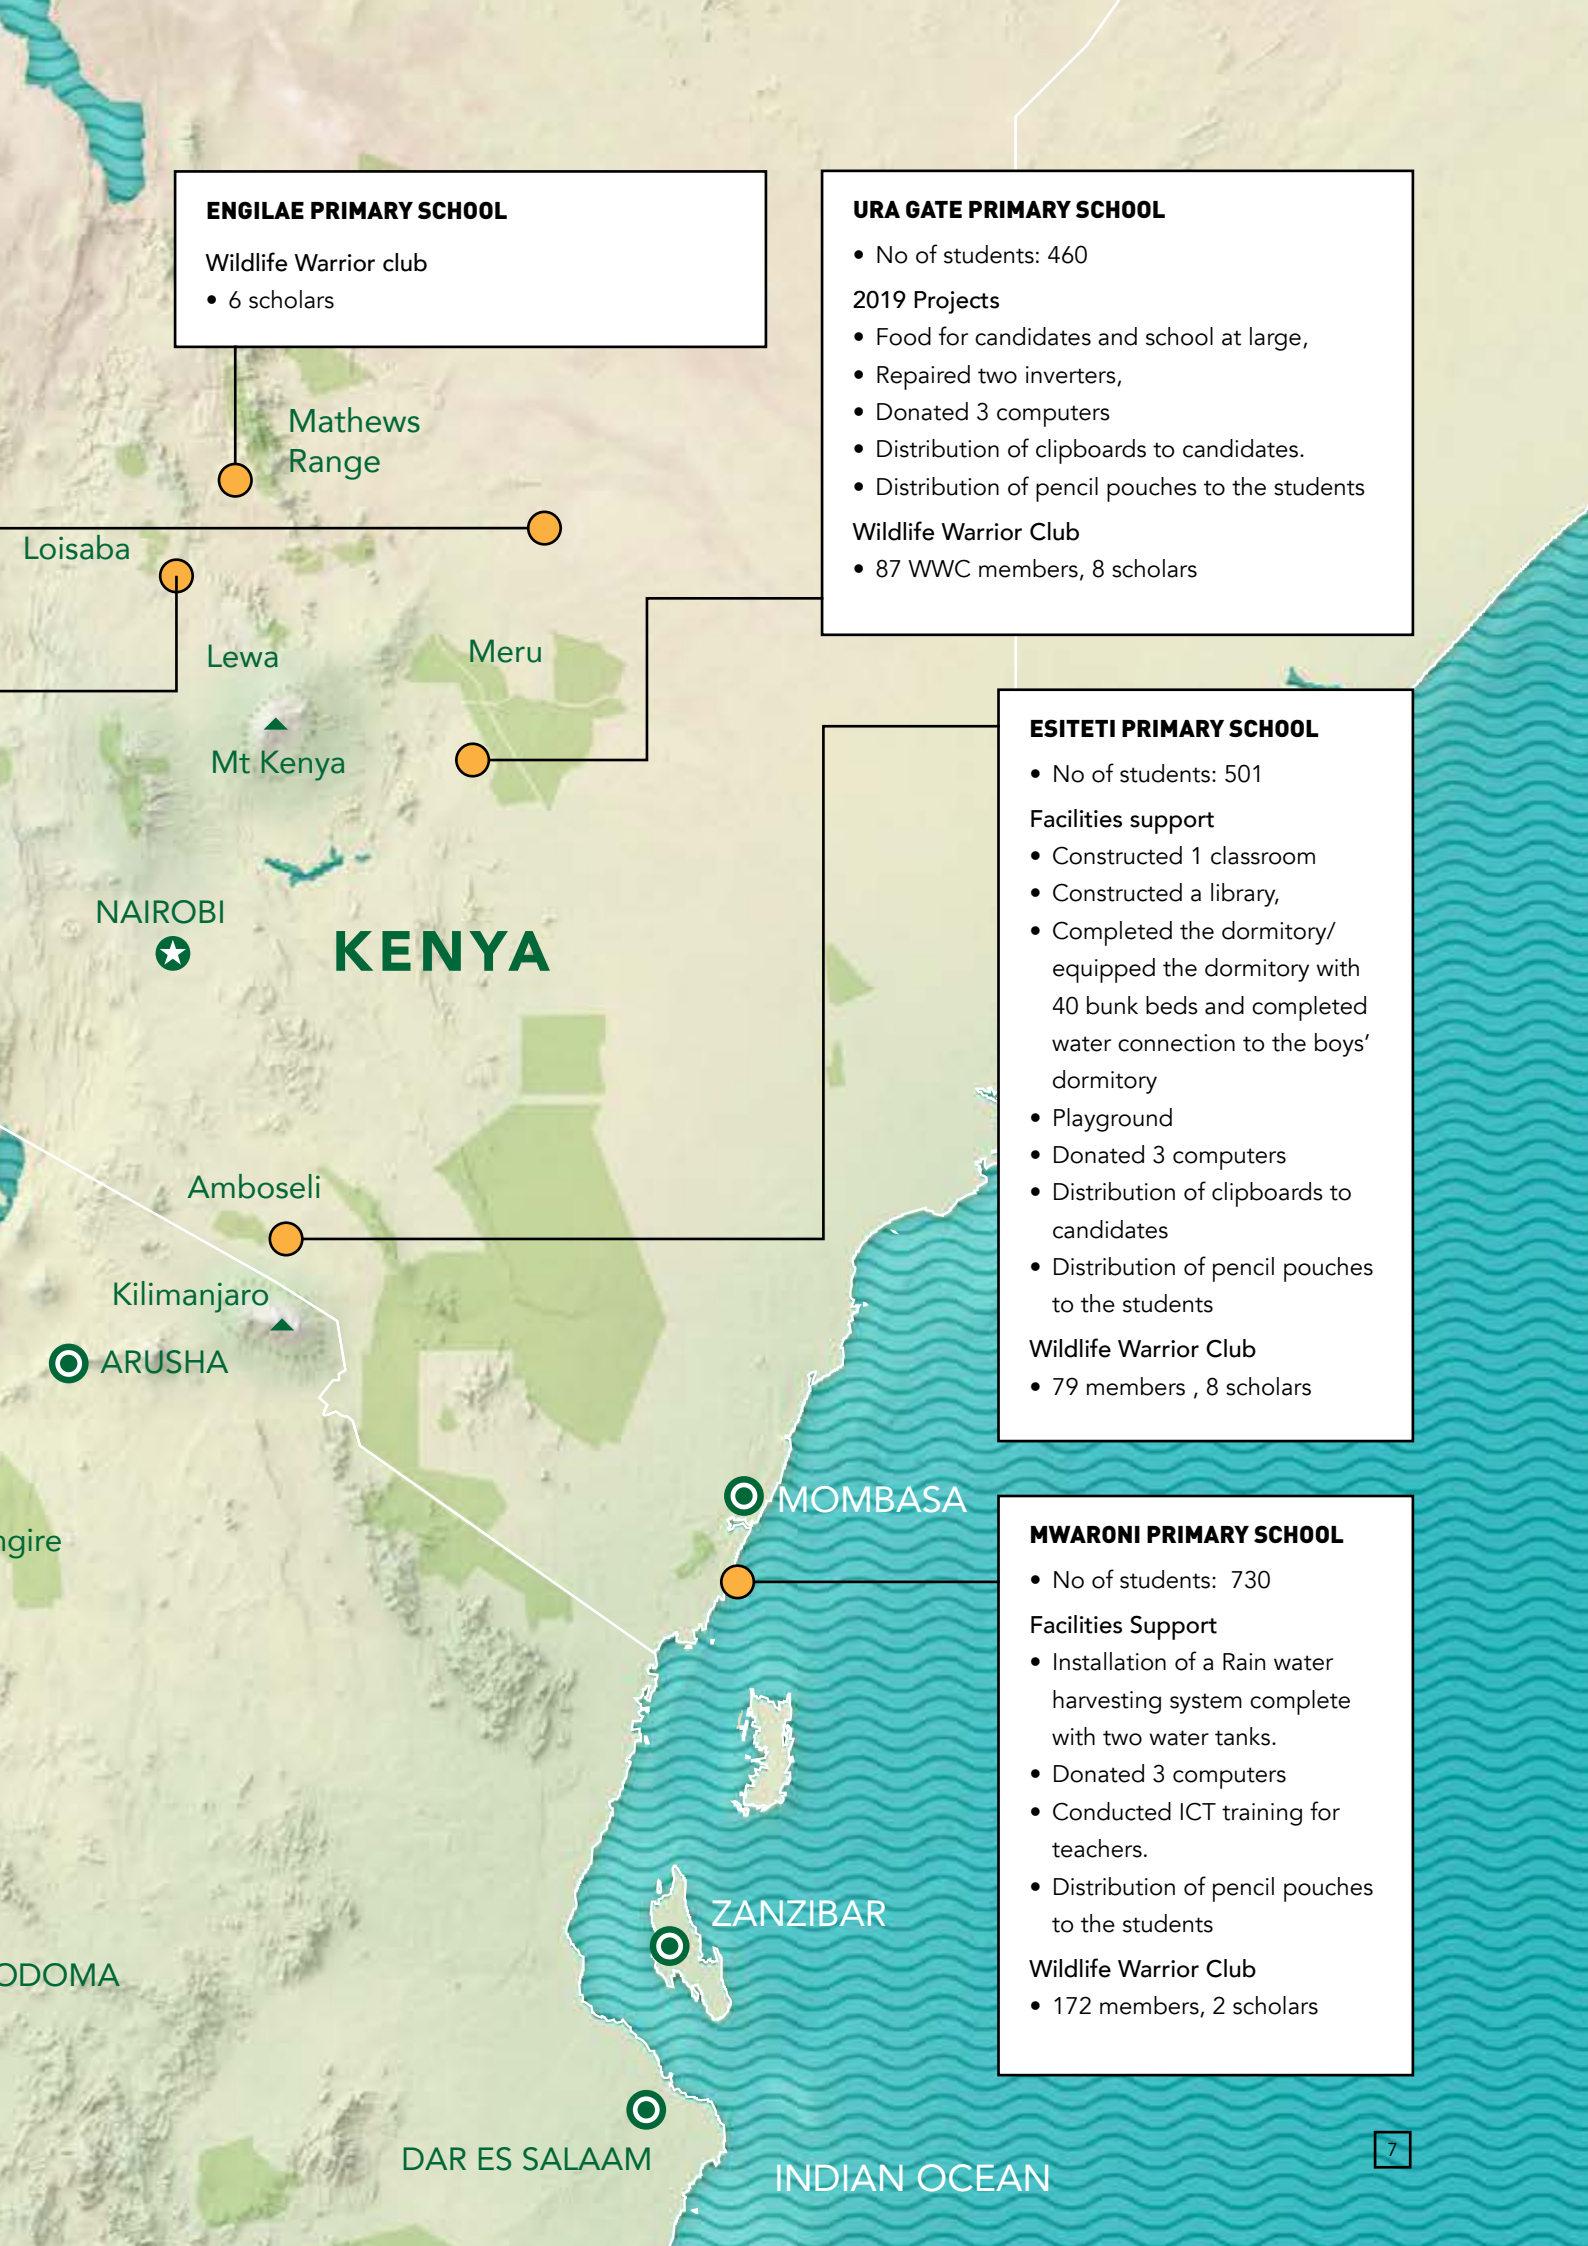 ENGILAE PRIMARY SCHOOL
Wildlife Warrior club
• 6 scholars
URA GATE PRIMARY SCHOOL
• No of students: 460
2019 Projects
• Food for candidates and school at large,
• Repaired two inverters,
• Donated 3 computers
• Distribution of clipboards to candidates.
• Distribution of pencil pouches to the students
Wildlife Warrior Club
• 87 WWC members, 8 scholars
Mathews
Range
Loisaba
Lewa
Meru
Mt Kenya
NAIROBI
KENYA
ESITETI PRIMARY SCHOOL
• No of students: 501
Facilities support
• Constructed 1 classroom
• Constructed a library,
• Completed the dormitory/
equipped the dormitory with
40 bunk beds and completed
water connection to the boys’
dormitory
• Playground
• Donated 3 computers
• Distribution of clipboards to
candidates
• Distribution of pencil pouches
to the students
Wildlife Warrior Club
• 79 members , 8 scholars
Amboseli
Kilimanjaro
ARUSHA
MOMBASA
ngire
MWARONI PRIMARY SCHOOL
• No of students:  730
Facilities Support
• Installation of a Rain water
harvesting system complete
with two water tanks.
• Donated 3 computers
• Conducted ICT training for
teachers.
• Distribution of pencil pouches
to the students
Wildlife Warrior Club
• 172 members, 2 scholars
ZANZIBAR
ODOMA
DAR ES SALAAM
INDIAN OCEAN
7